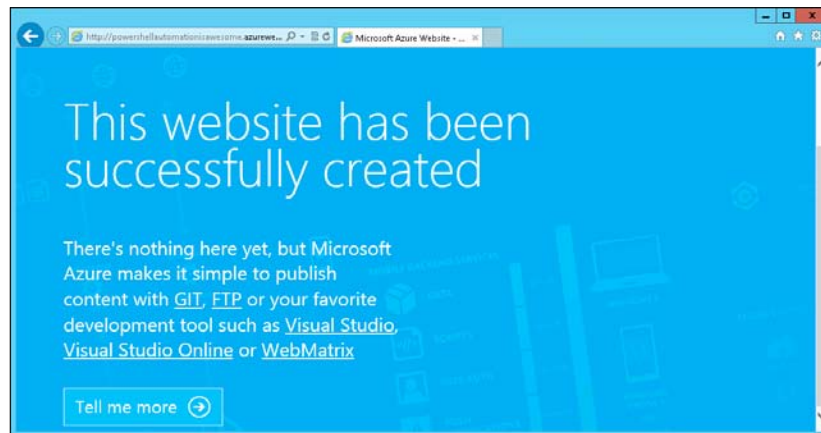 http://powershellautomationisawesome.azurewe...
Microsoft Azure Website - ...
This website has been
successfully created
There's nothing here yet, but Microsoft
Azure makes it simple to publish
content with GIT, FTP or your favorite
development tool such as Visual Studio,
Visual Studio Online or WebMatrix
Tell me more